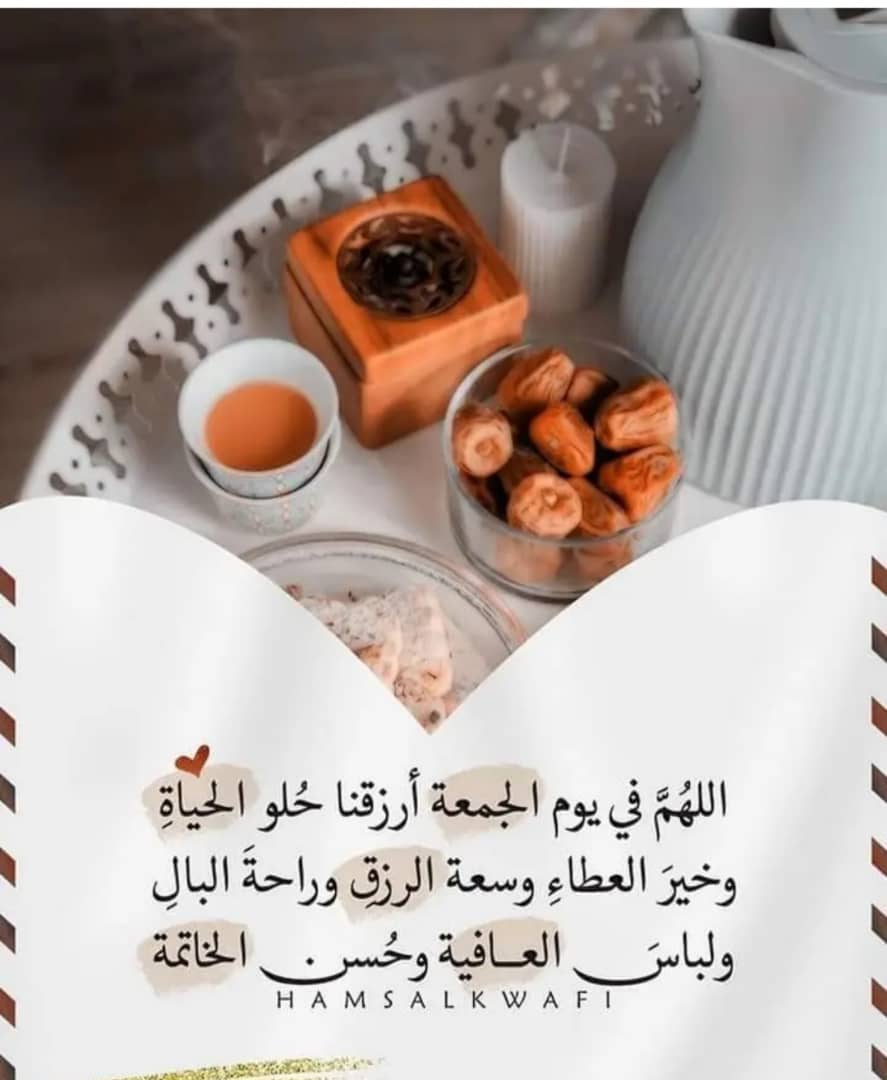 اللهُمَّ في يوم الجمعة أرزقنا حُلو الحياةِ
وخيرَ العطاءِ وسعة الرزقِ وراحةَ البالِ
ولباسَ العـافية وحُسن الخاتمة
HAMSALKWAFI